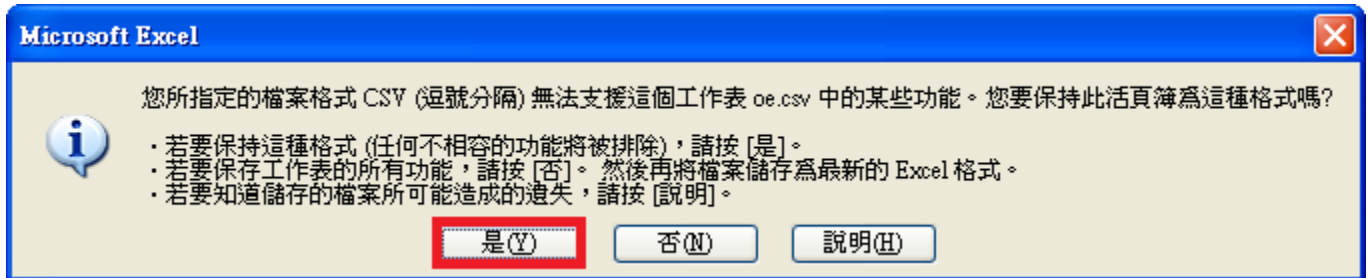 Microsoft Excel
您所指定的檔案格式 CSV (逗號分隔) 無法支援這個工作表 oe.csv 中的某些功能。您要保持此活頁簿為這種格式嗎?
・若要保持這種格式 (任何不相容的功能將被排除)，請按 [是]。
・若要保存工作表的所有功能，請按 [否]。 然後再將檔案儲存為最新的 Excel 格式。
・若要知道儲存的檔案所可能造成的遺失，請按 [說明]。
是(Y) 否(N) 說明(H)